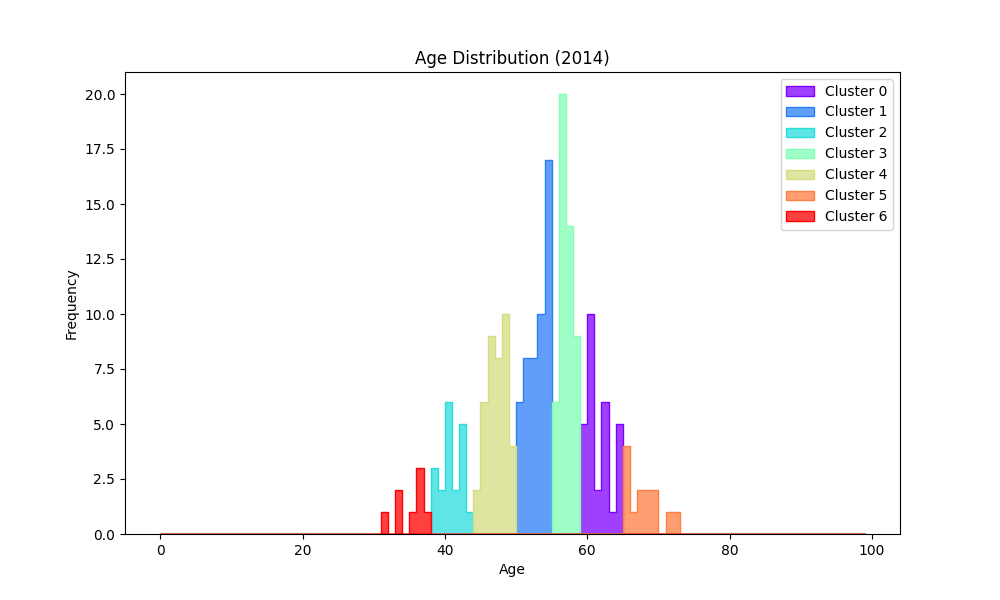 Age Distribution (2014)
Frequency
20.0
17.5
15.0
12.5
10.0
7.5
5.0
2.5
0.0
Cluster 0
Cluster 1
Cluster 2
Cluster 3
Cluster 4
Cluster 5
Cluster 6
0 20 40 60 80 100
Age